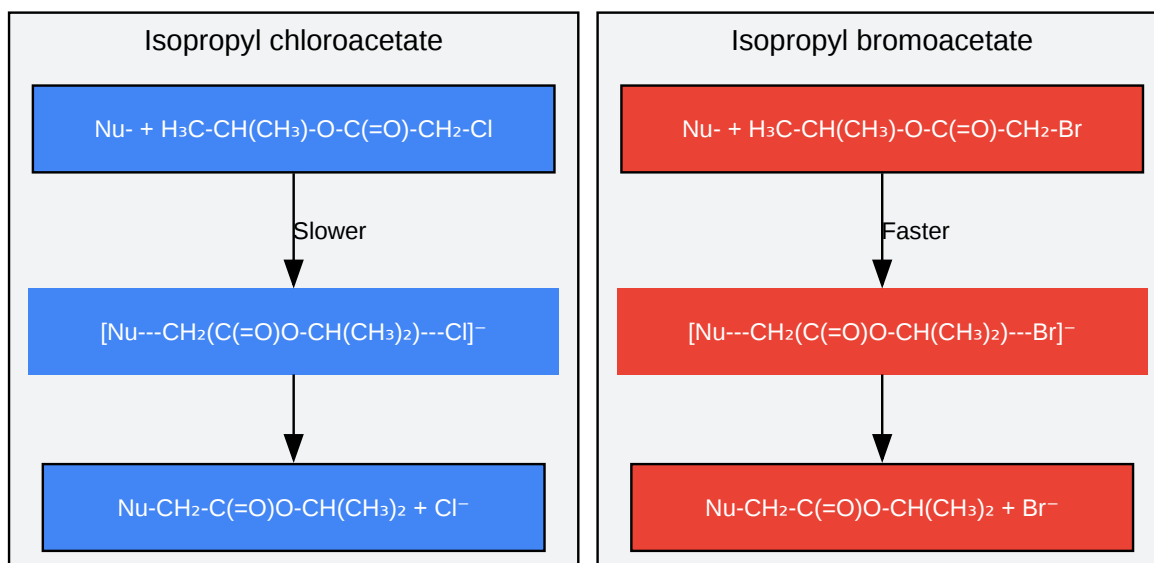 Isopropyl chloroacetate
Nu- + H₃C-CH(CH₃)-O-C(=O)-CH₂-Cl
Slower
[Nu---CH₂(C(=O)O-CH(CH₃)₂)---Cl]⁻
Nu-CH₂-C(=O)O-CH(CH₃)₂ + Cl⁻
Isopropyl bromoacetate
Nu- + H₃C-CH(CH₃)-O-C(=O)-CH₂-Br
Faster
[Nu---CH₂(C(=O)O-CH(CH₃)₂)---Br]⁻
Nu-CH₂-C(=O)O-CH(CH₃)₂ + Br⁻